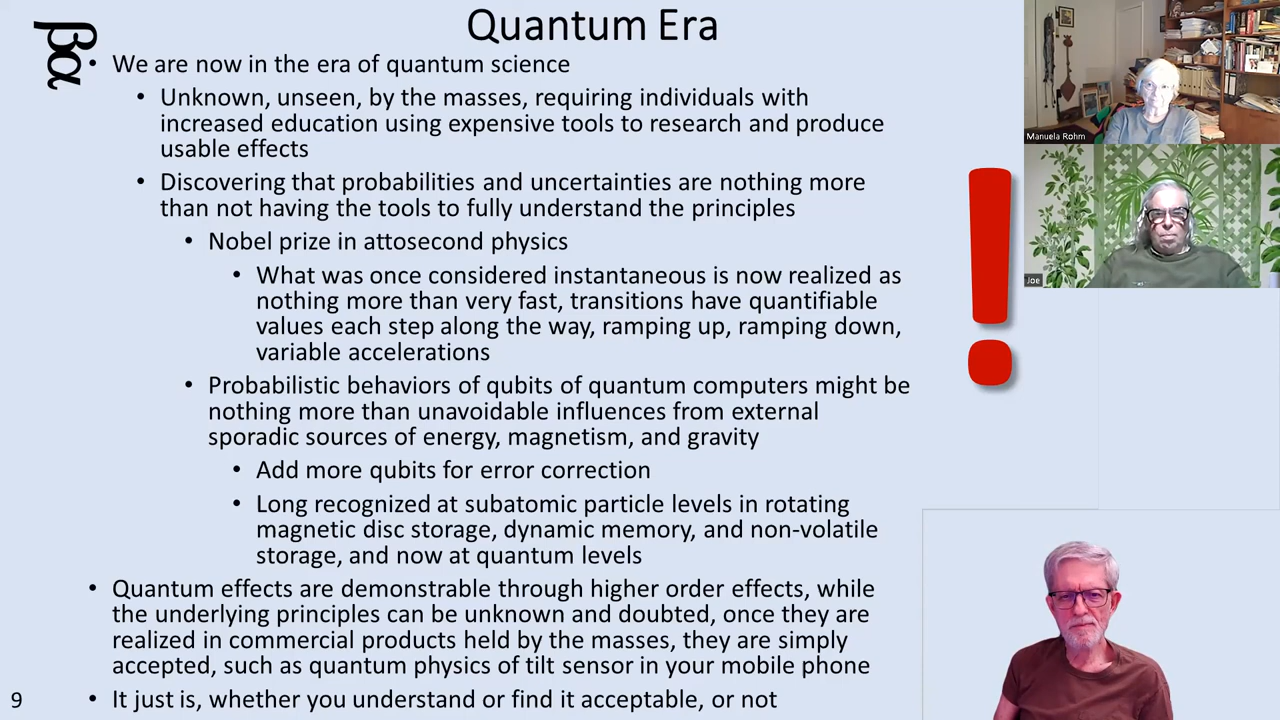 Quantum Era
βα
• We are now in the era of quantum science
• Unknown, unseen, by the masses, requiring individuals with
increased education using expensive tools to research and produce
usable effects
• Discovering that probabilities and uncertainties are nothing more
than not having the tools to fully understand the principles
• Nobel prize in attosecond physics
• What was once considered instantaneous is now realized as
nothing more than very fast, transitions have quantifiable
values each step along the way, ramping up, ramping down,
variable accelerations
• Probabilistic behaviors of qubits of quantum computers might be
nothing more than unavoidable influences from external
sporadic sources of energy, magnetism, and gravity
• Add more qubits for error correction
• Long recognized at subatomic particle levels in rotating
magnetic disc storage, dynamic memory, and non-volatile
storage, and now at quantum levels
• Quantum effects are demonstrable through higher order effects, while
the underlying principles can be unknown and doubted, once they are
realized in commercial products held by the masses, they are simply
accepted, such as quantum physics of tilt sensor in your mobile phone
• It just is, whether you understand or find it acceptable, or not
9
!
Manuela Rohm
Joe